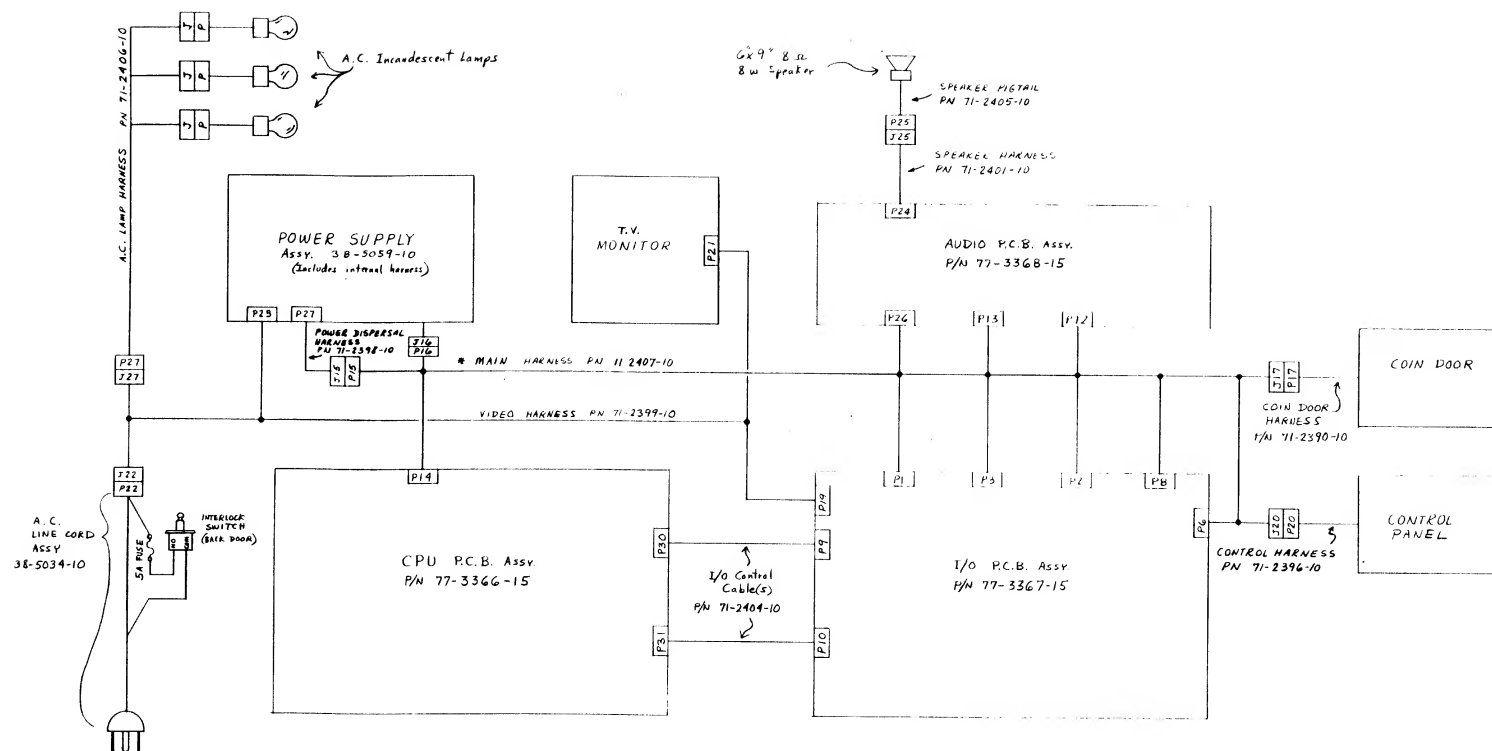 A.C. LAMP HARNESS PN 71-2406-10
J P
J P
J P
A.C. Incandescent Lamps
6"x 9" 8 Ω
8 w Speaker
SPEAKER PIGTAIL
PN 71-2405-10
P25
J25
SPEAKER HARNESS
PN 71-2401-10
P24
POWER SUPPLY
ASSY. 38-5059-10
(Includes internal harness)
T.V.
MONITOR
P21
AUDIO P.C.B. ASSY.
P/N 77-3368-15
P27
POWER DISPERSAL
HARNESS
PN 71-2398-10
J16
P16
J15 P15
P26
P13
P12
P27
J27
* MAIN HARNESS PN 11 2407-10
VIDEO HARNESS PN 71-2399-10
J17 P17
COIN DOOR
COIN DOOR
HARNESS
P/N 71-2390-10
J22
P22
A.C.
LINE CORD
ASSY
38-5034-10
5A FUSE
INTERLOCK
SWITCH
(BACK DOOR)
NO
COM
P14
CPU P.C.B. ASSY.
P/N 77-3366-15
P30
P31
I/O Control
Cable(s)
P/N 71-2404-10
P1
P3
P2
P8
P19
P9
P10
P6
I/O P.C.B. ASSY
P/N 77-3367-15
J20 P20
CONTROL HARNESS
PN 71-2396-10
CONTROL
PANEL